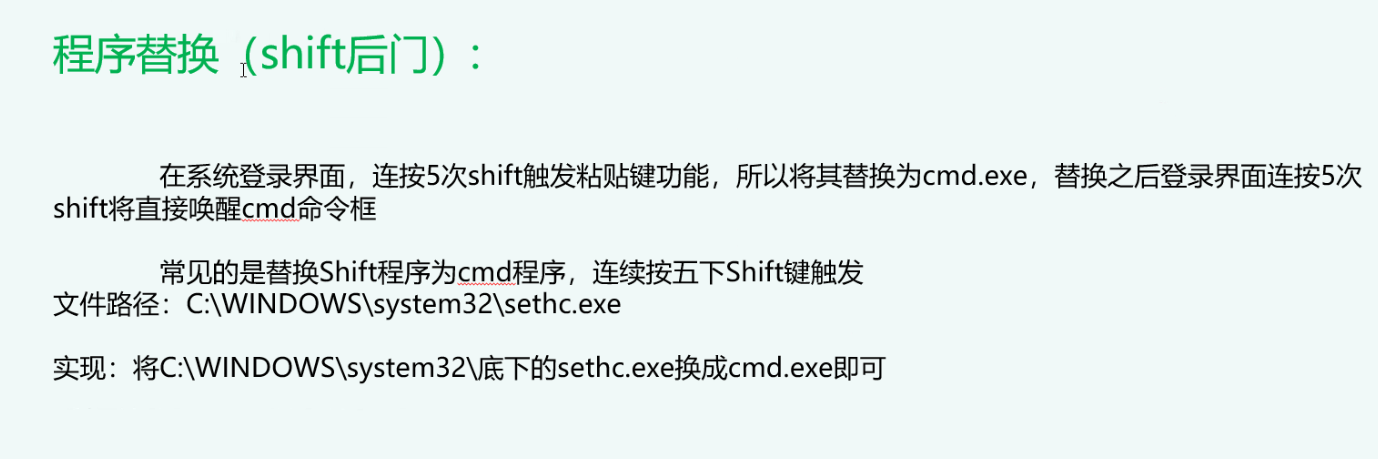 程序替换（shift后门）：
在系统登录界面，连按5次shift触发粘贴键功能，所以将其替换为cmd.exe，替换之后登录界面连按5次
shift将直接唤醒cmd命令框
常见的是替换Shift程序为cmd程序，连续按五下Shift键触发
文件路径：C:\WINDOWS\system32\sethc.exe
实现：将C:\WINDOWS\system32\底下的sethc.exe换成cmd.exe即可